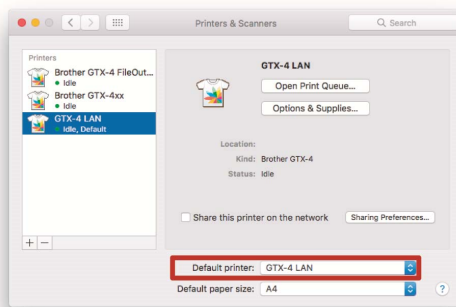 Printers & Scanners
Search
Printers
Brother GTX-4 FileOut...
Idle
Brother GTX-4xx
Idle
GTX-4 LAN
Idle, Default
GTX-4 LAN
Open Print Queue...
Options & Supplies...
Location:
Kind: Brother GTX-4
Status: Idle
Share this printer on the network
Sharing Preferences...
+ −
Default printer: GTX-4 LAN
Default paper size: A4
?